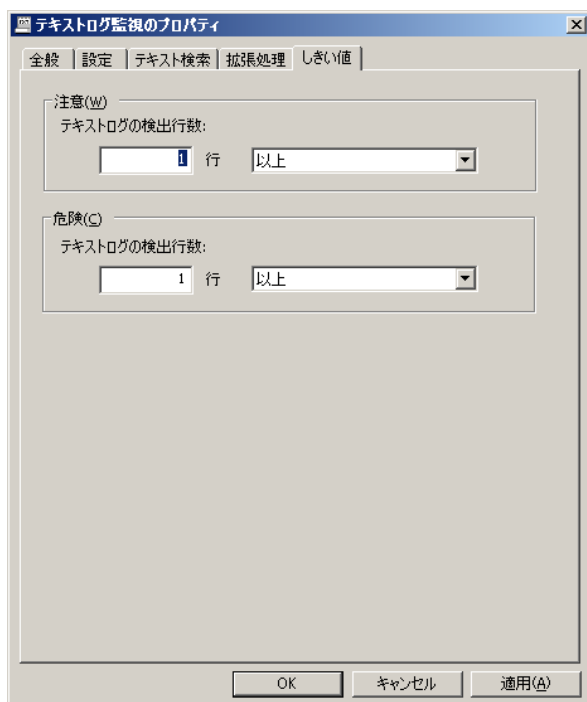 テキストログ監視のプロパティ
全般 設定 テキスト検索 拡張処理 しきい値
注意(W)
テキストログの検出行数:
1 行 以上
危険(C)
テキストログの検出行数:
1 行 以上
OK キャンセル 適用(A)